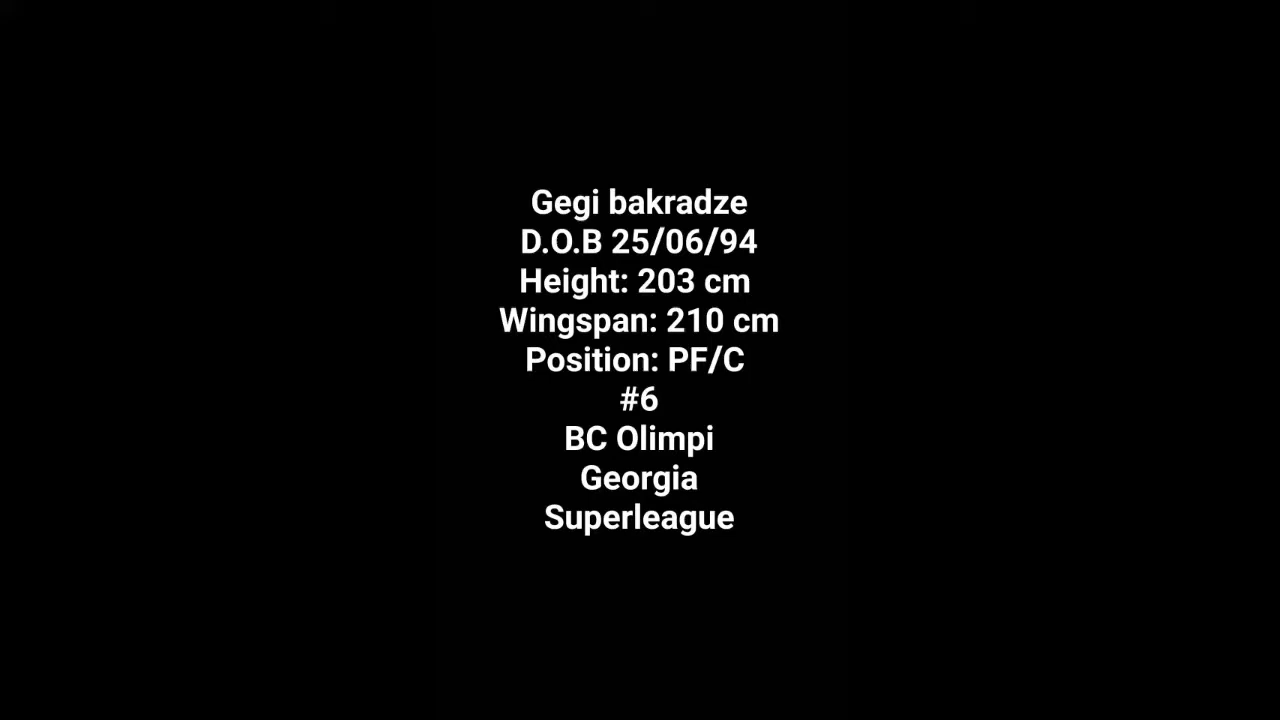 Gegi bakradze
D.O.B 25/06/94
Height: 203 cm
Wingspan: 210 cm
Position: PF/C
#6
BC Olimpi
Georgia
Superleague